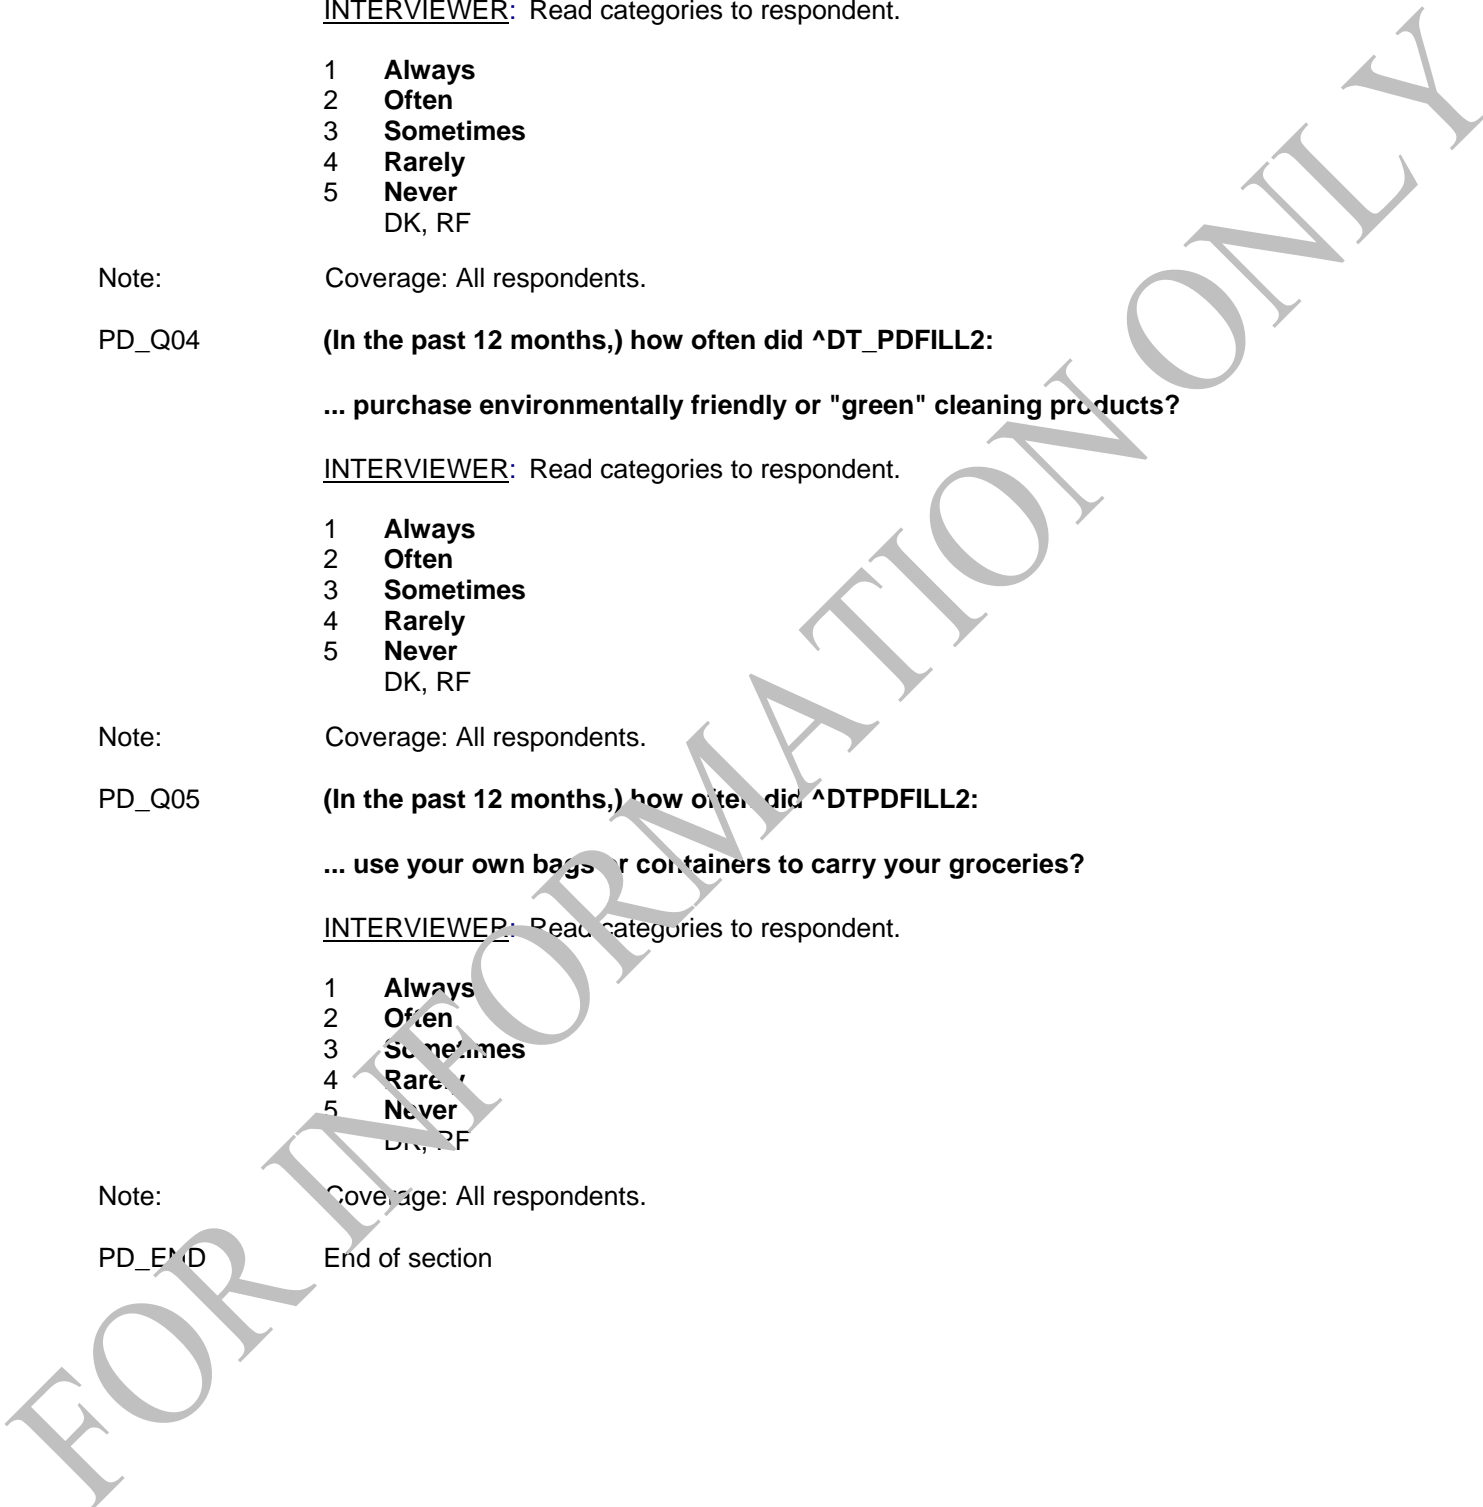 INTERVIEWER: Read categories to respondent.
1 Always
2 Often
3 Sometimes
4 Rarely
5 Never
DK, RF
Note: Coverage: All respondents.
PD_Q04 (In the past 12 months,) how often did ^DT_PDFILL2:
... purchase environmentally friendly or "green" cleaning products?
INTERVIEWER: Read categories to respondent.
1 Always
2 Often
3 Sometimes
4 Rarely
5 Never
DK, RF
Note: Coverage: All respondents.
PD_Q05 (In the past 12 months,) how often did ^DTPDFILL2:
... use your own bags or containers to carry your groceries?
INTERVIEWER: Read categories to respondent.
1 Always
2 Often
3 Sometimes
4 Rarely
5 Never
DK, RF
Note: Coverage: All respondents.
PD_END End of section
FOR INFORMATION ONLY